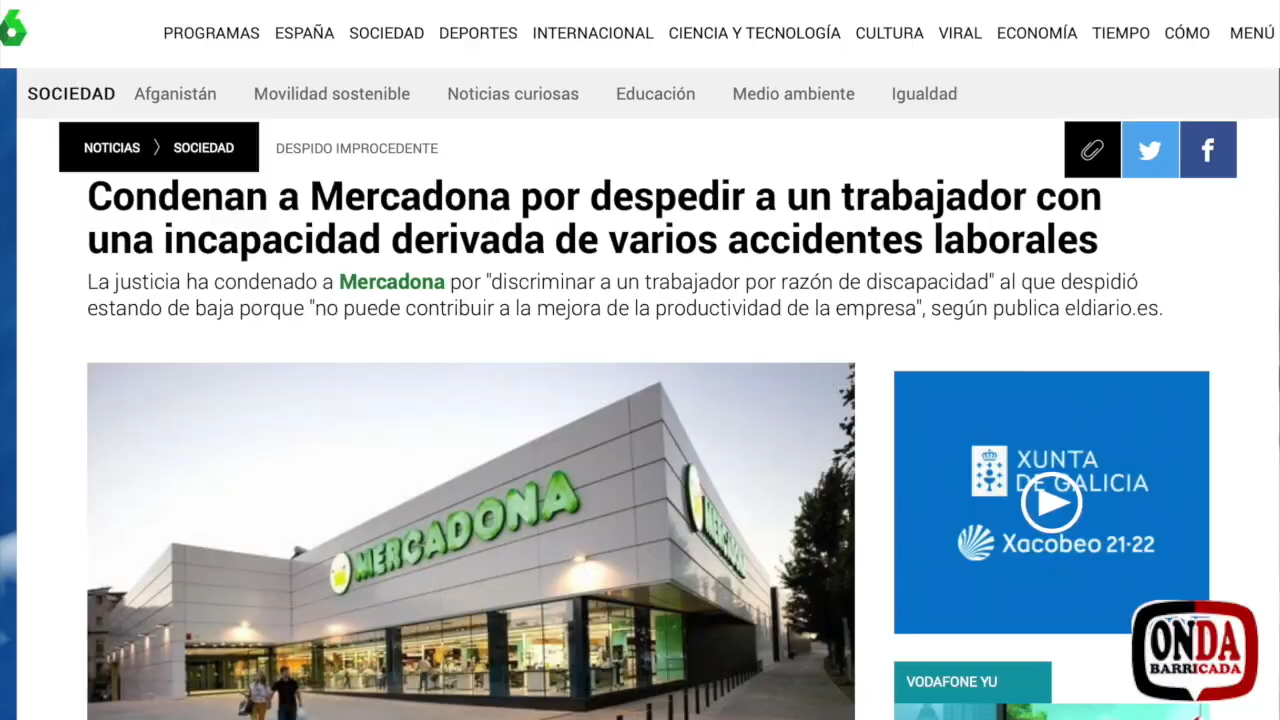 PROGRAMAS ESPAÑA SOCIEDAD DEPORTES INTERNACIONAL CIENCIA Y TECNOLOGÍA CULTURA VIRAL ECONOMÍA TIEMPO CÓMO MENÚ
SOCIEDAD Afganistán Movilidad sostenible Noticias curiosas Educación Medio ambiente Igualdad
NOTICIAS SOCIEDAD DESPIDO IMPROCEDENTE
Condenan a Mercadona por despedir a un trabajador con
una incapacidad derivada de varios accidentes laborales
La justicia ha condenado a Mercadona por "discriminar a un trabajador por razón de discapacidad" al que despidió
estando de baja porque "no puede contribuir a la mejora de la productividad de la empresa", según publica eldiario.es.
MERCADONA
MERCADONA
XUNTA
DE GALICIA
Xacobeo 21·22
VODAFONE YU
ONDA
BARRICADA